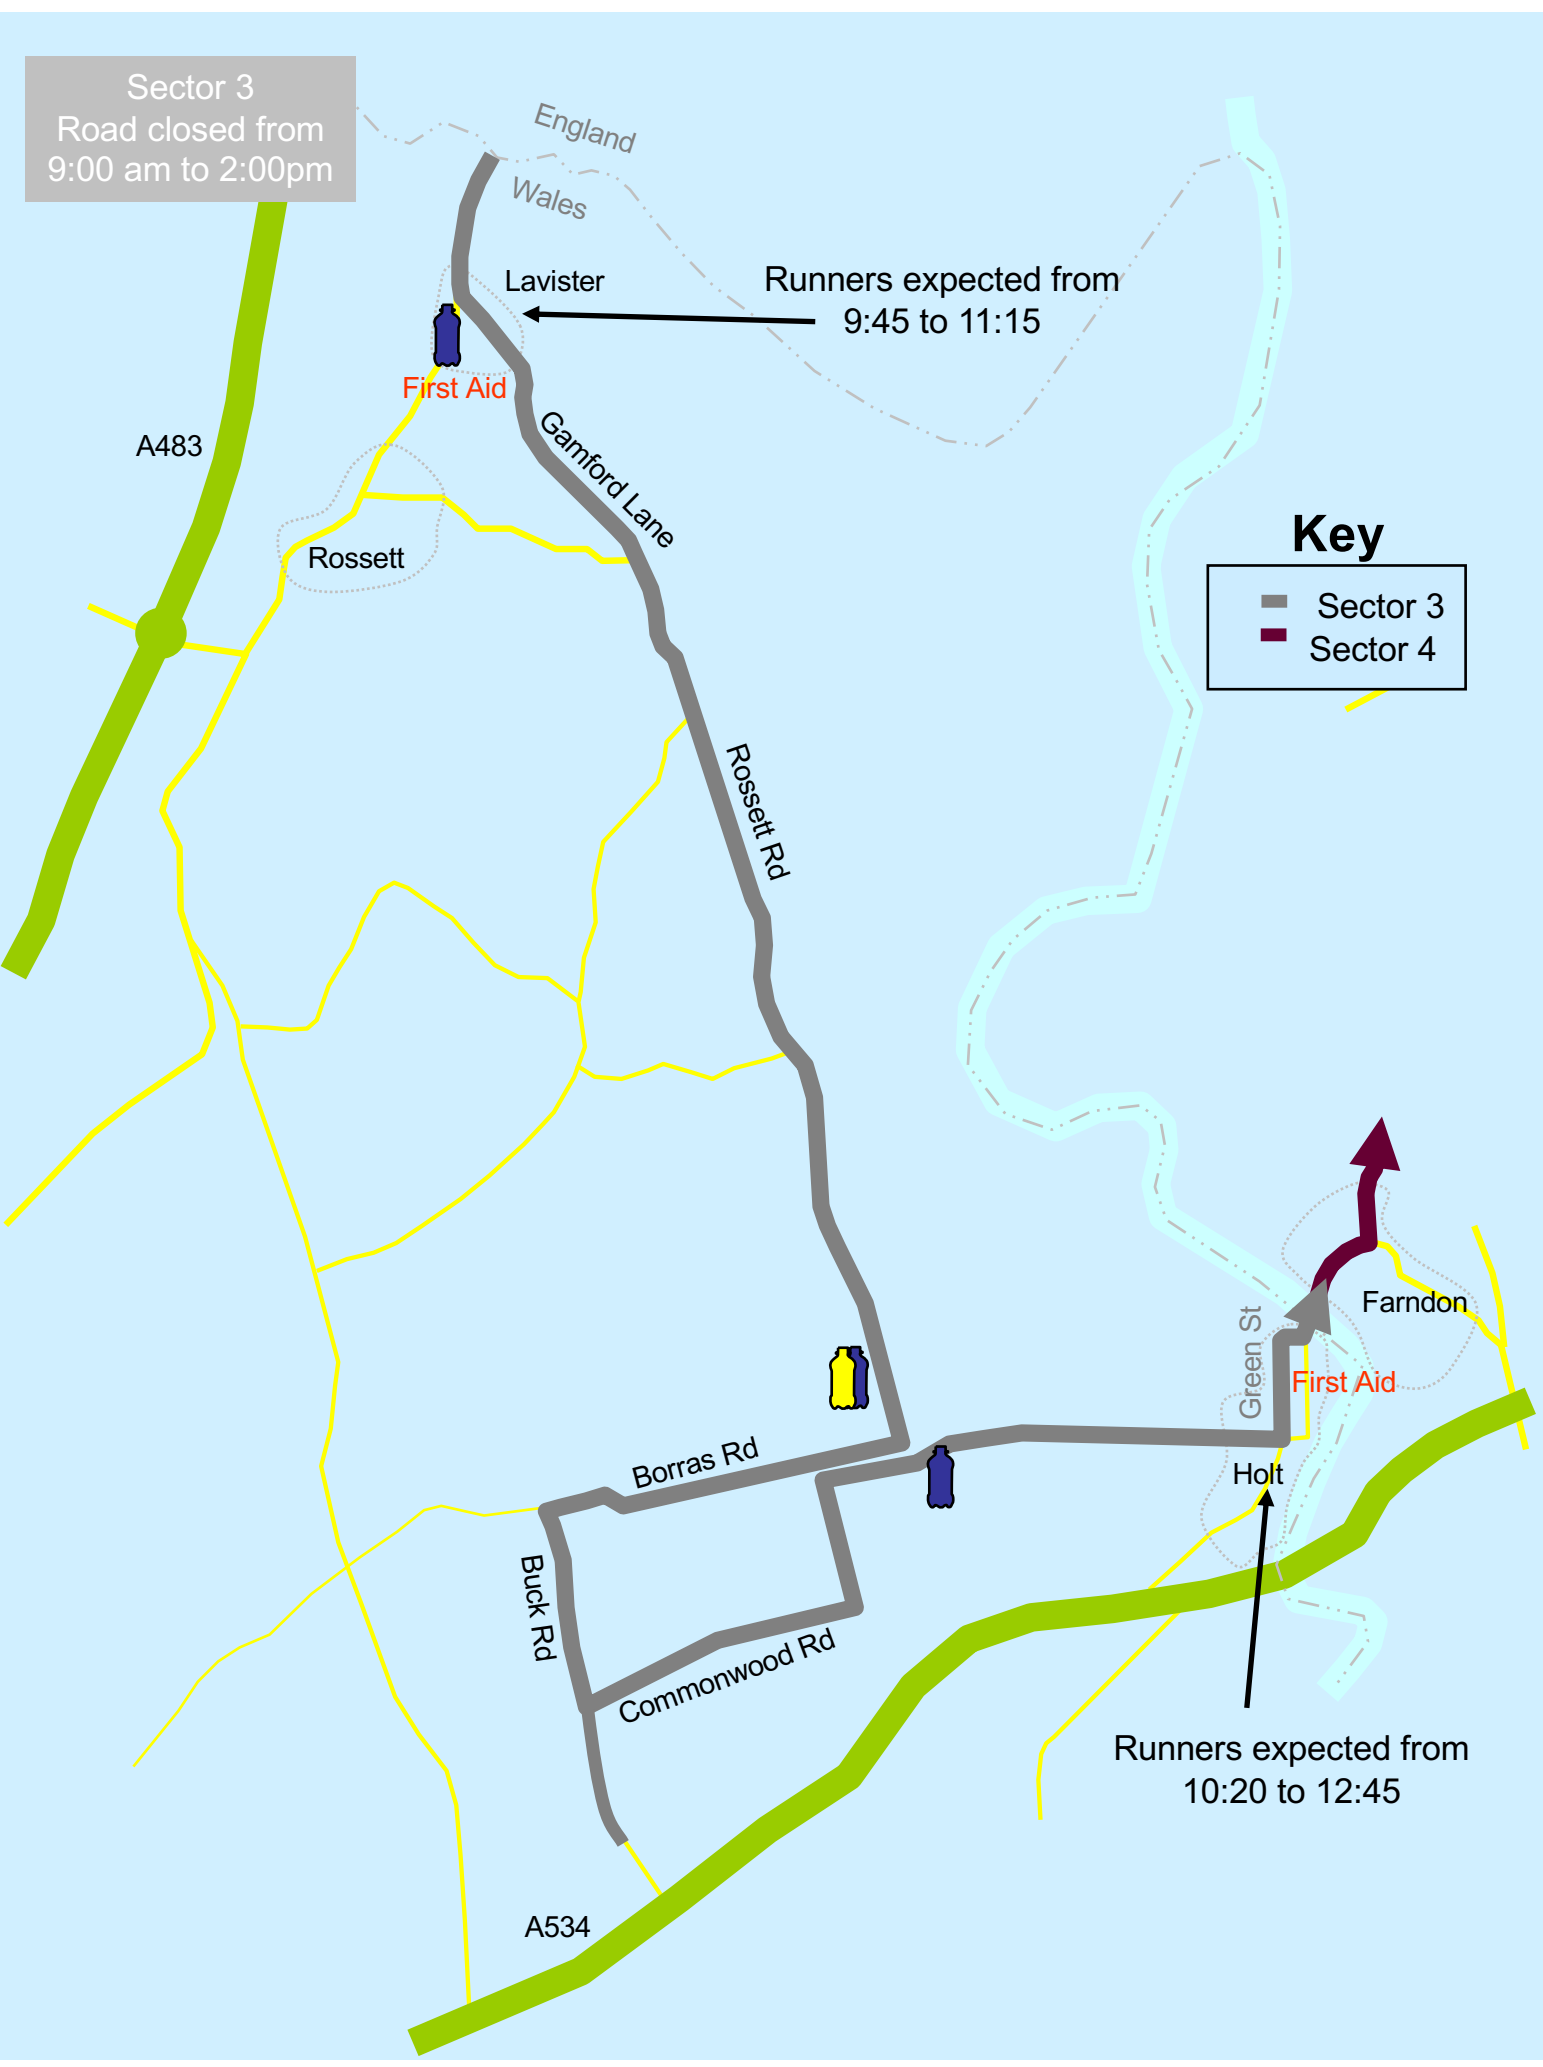 Sector 3
Road closed from
9:00 am to 2:00pm
England
Wales
Lavister
Runners expected from
9:45 to 11:15
First Aid
A483
Gamford Lane
Rossett
Key
Sector 3
Sector 4
Rossett Rd
Farndon
Green St
First Aid
Borras Rd
Holt
Buck Rd
Commonwood Rd
Runners expected from
10:20 to 12:45
A534